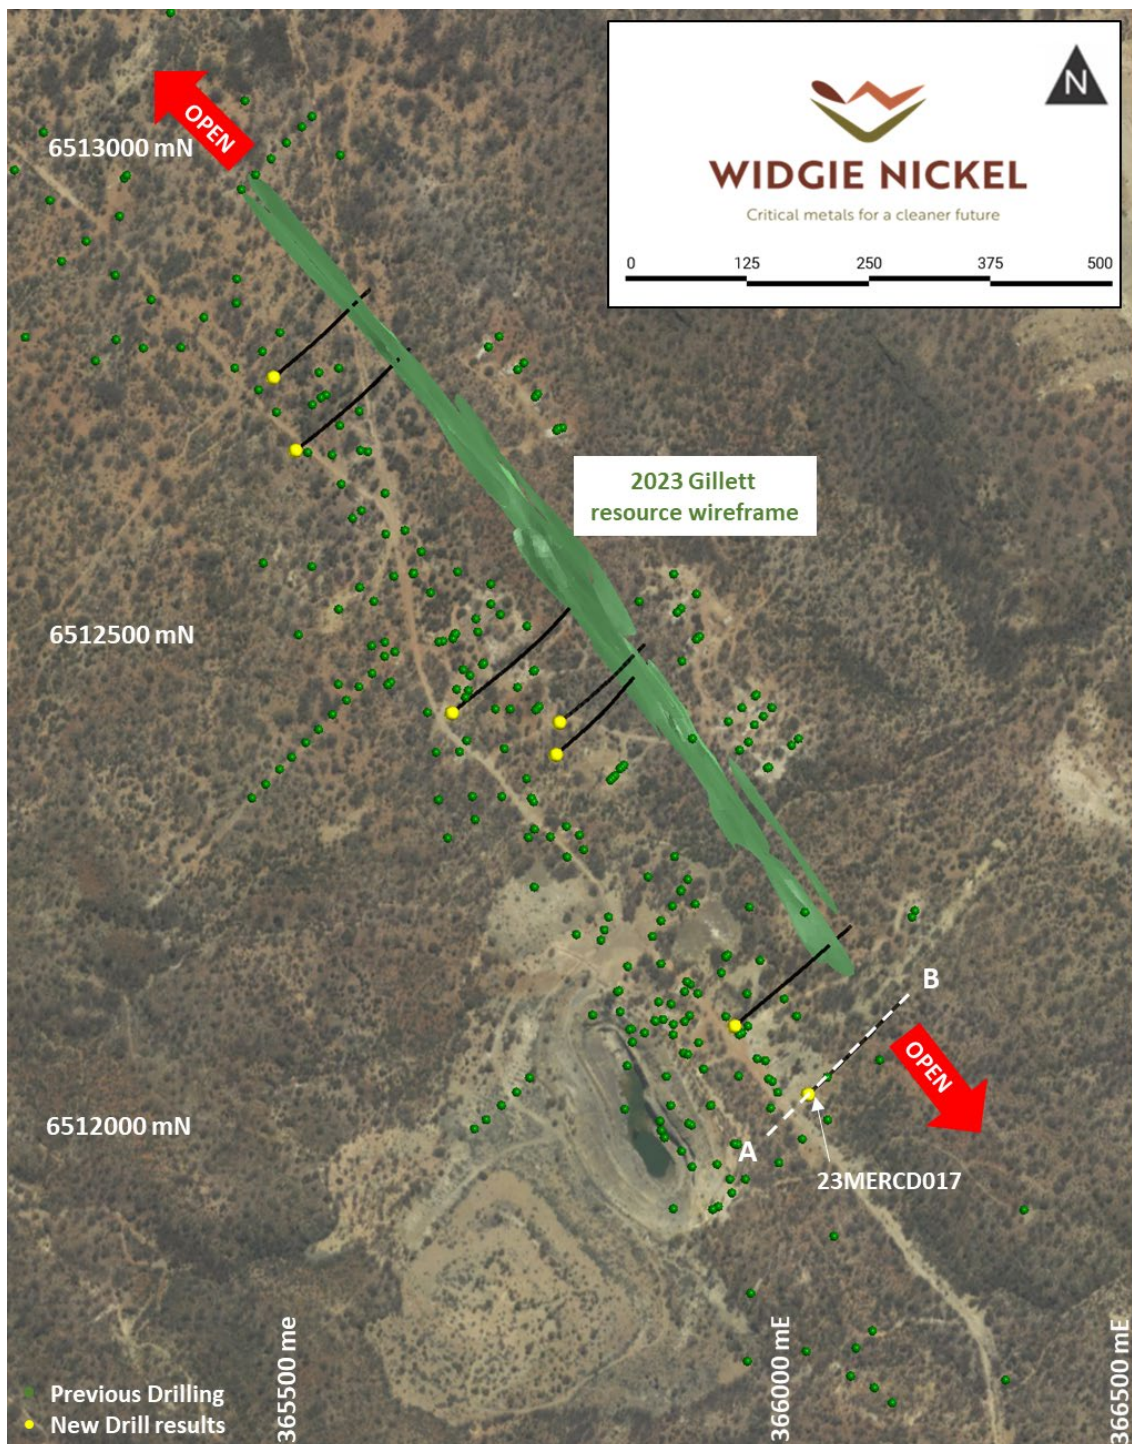 OPEN
6513000 mN
N
WIDGIE NICKEL
Critical metals for a cleaner future
0 125 250 375 500
2023 Gillett
resource wireframe
6512500 mN
B
OPEN
6512000 mN
A
23MERCD017
365500 me
366000 mE
366500 mE
Previous Drilling
New Drill results